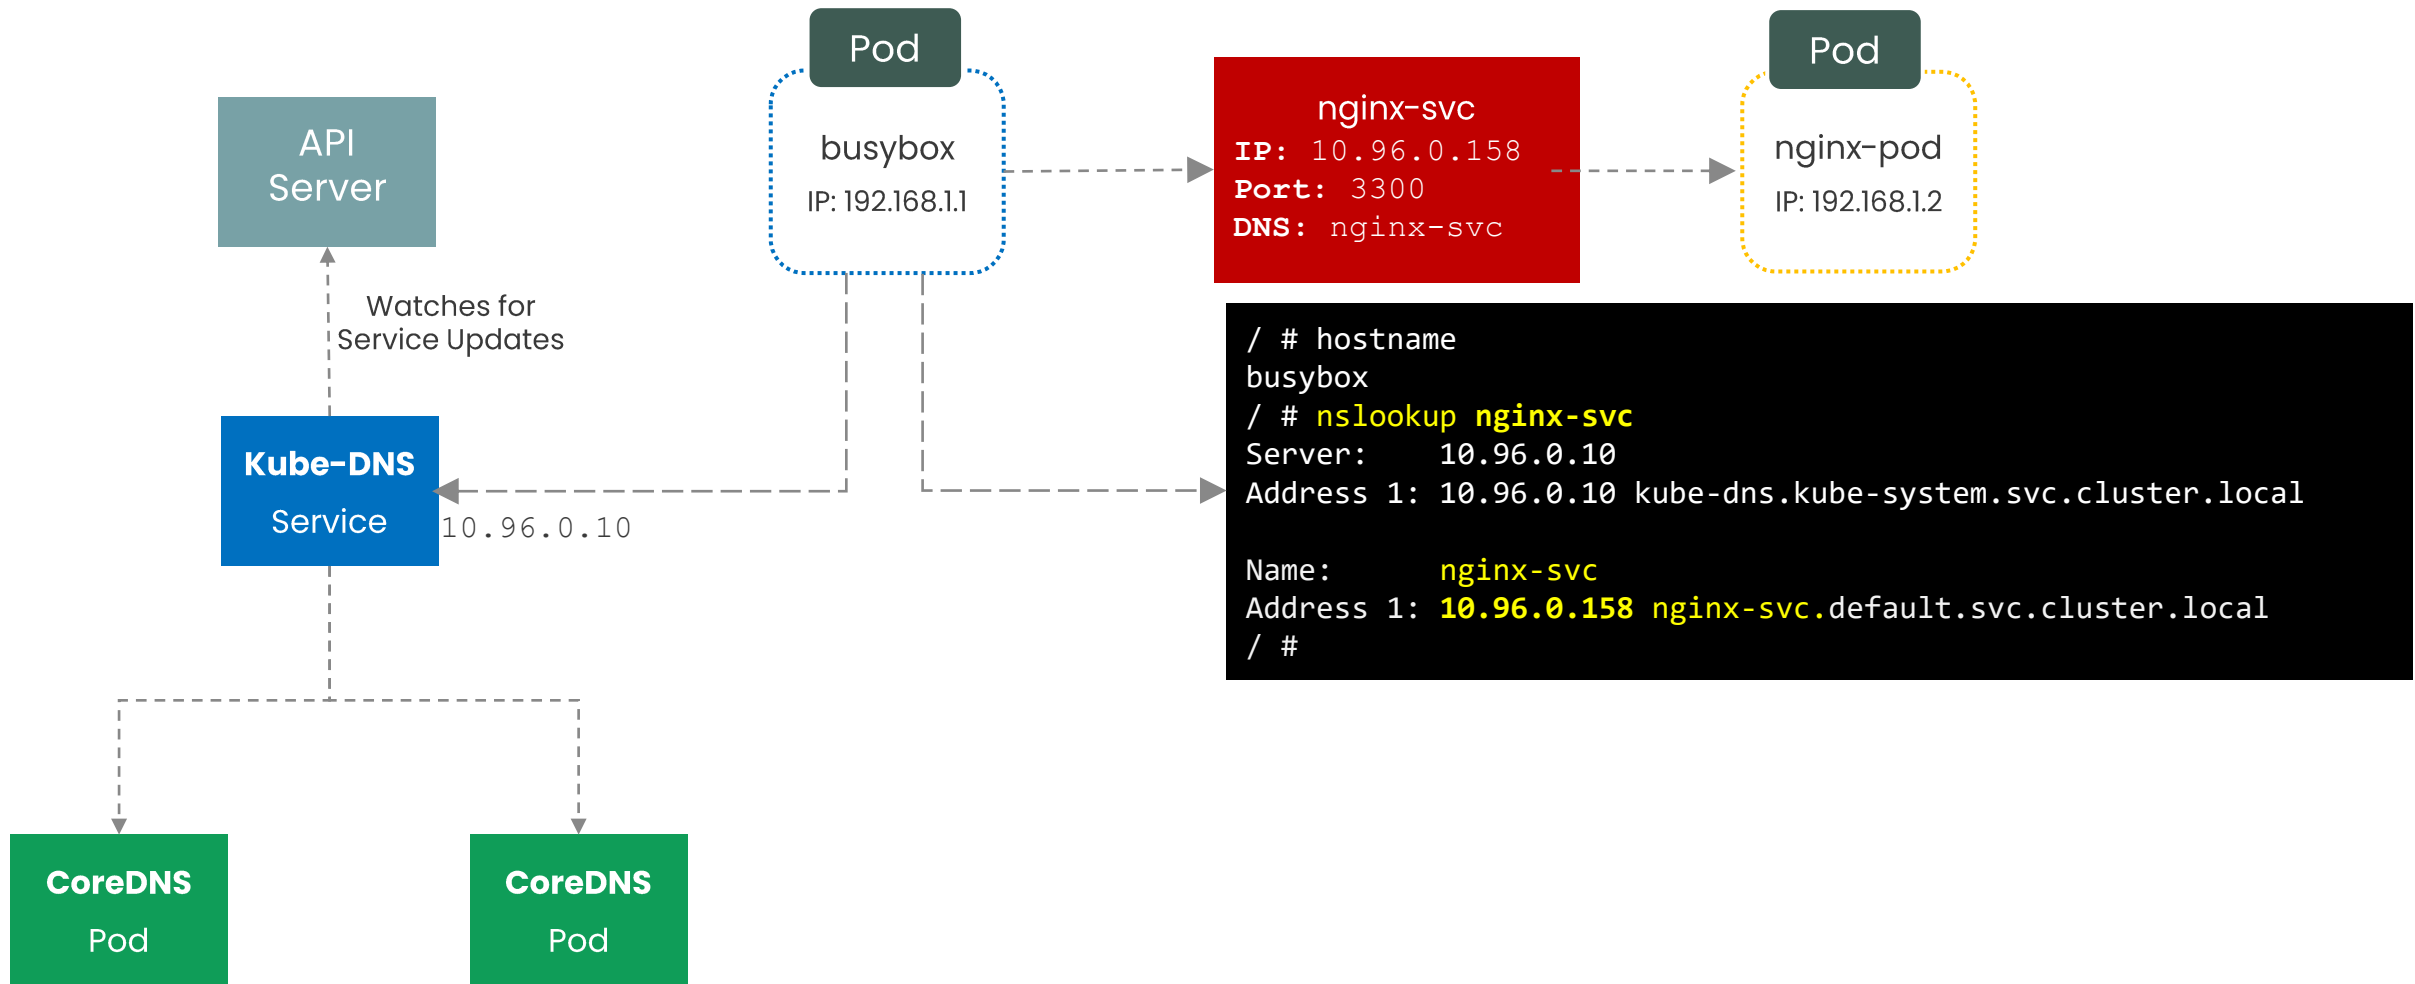 Pod
busybox
IP: 192.168.1.1
nginx-svc
IP: 10.96.0.158
Port: 3300
DNS: nginx-svc
Pod
nginx-pod
IP: 192.168.1.2
API
Server
Watches for
Service Updates
Kube-DNS
Service
10.96.0.10
/ # hostname
busybox
/ # nslookup nginx-svc
Server:    10.96.0.10
Address 1: 10.96.0.10 kube-dns.kube-system.svc.cluster.local
Name:      nginx-svc
Address 1: 10.96.0.158 nginx-svc.default.svc.cluster.local
/ #
CoreDNS
Pod
CoreDNS
Pod